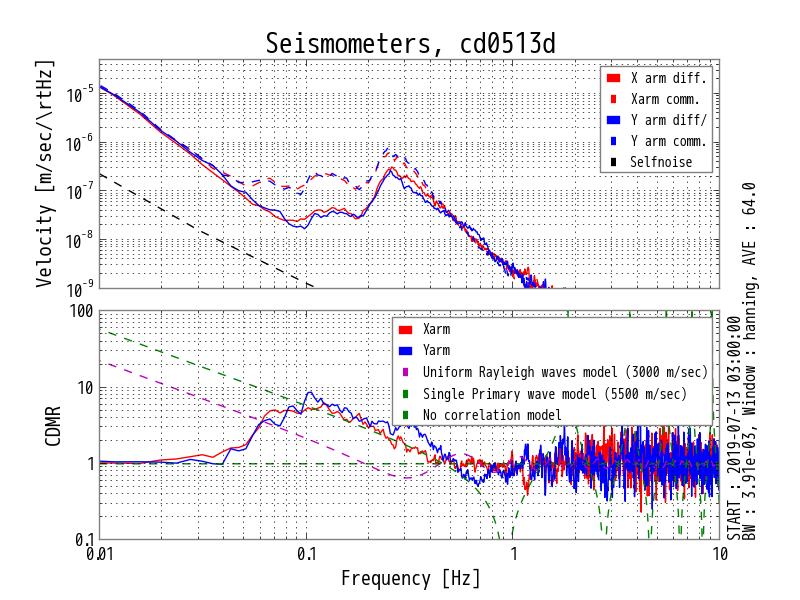 Seismometers, cd0513d
Velocity [m/sec/\rtHz]
10-5
10-6
10-7
10-8
10-9
X arm diff.
Xarm comm.
Y arm diff/
Y arm comm.
Selfnoise
CDMR
100
10
1
0.1
Xarm
Yarm
Uniform Rayleigh waves model (3000 m/sec)
Single Primary wave model (5500 m/sec)
No correlation model
0.01
0.1
1
10
Frequency [Hz]
START : 2019-07-13 03:00:00
BW : 3.91e-03, Window : hanning, AVE : 64.0